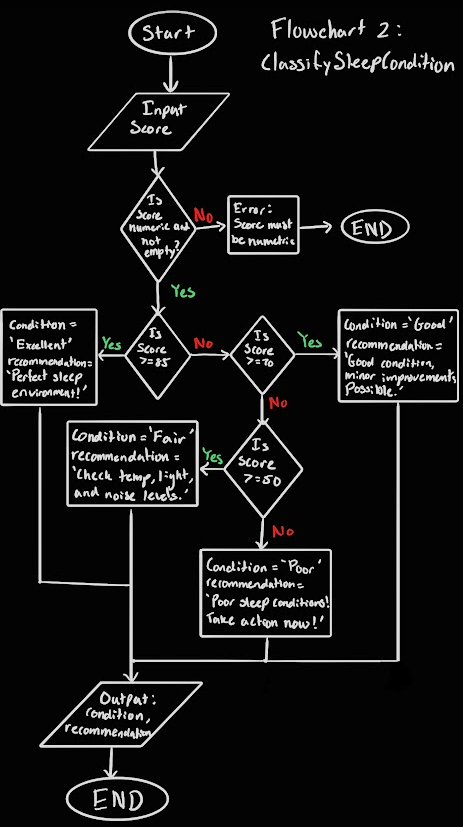 Start
Flowchart 2:
ClassifySleepCondition
Input
Score
Is
Score
numeric and
not
empty?
No
Error:
Score must
be numeric
END
Yes
Condition =
'Excellent'
recommendation=
'Perfect sleep
environment!'
Yes
Is
Score
>=85
No
Is
Score
>=70
Yes
Condition = 'Good'
recommendation =
'Good condition,
minor improvements
Possible.'
No
Condition = 'Fair'
recommendation =
'Check temp, light,
and noise levels.'
Yes
Is
Score
>=50
No
Condition = 'Poor'
recommendation=
'Poor sleep conditions!
Take action now!'
Output:
condition,
recommendation
END